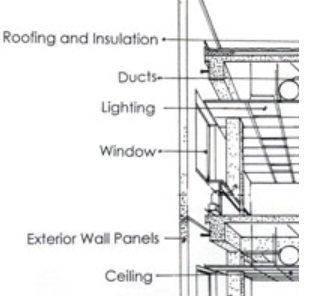 Roofing and Insulation
Ducts
Lighting
Window
Exterior Wall Panels
Ceiling